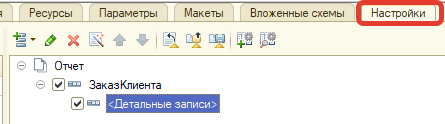 Ресурсы Параметры Макеты Вложенные схемы Настройки
Отчет
ЗаказКлиента
<Детальные записи>